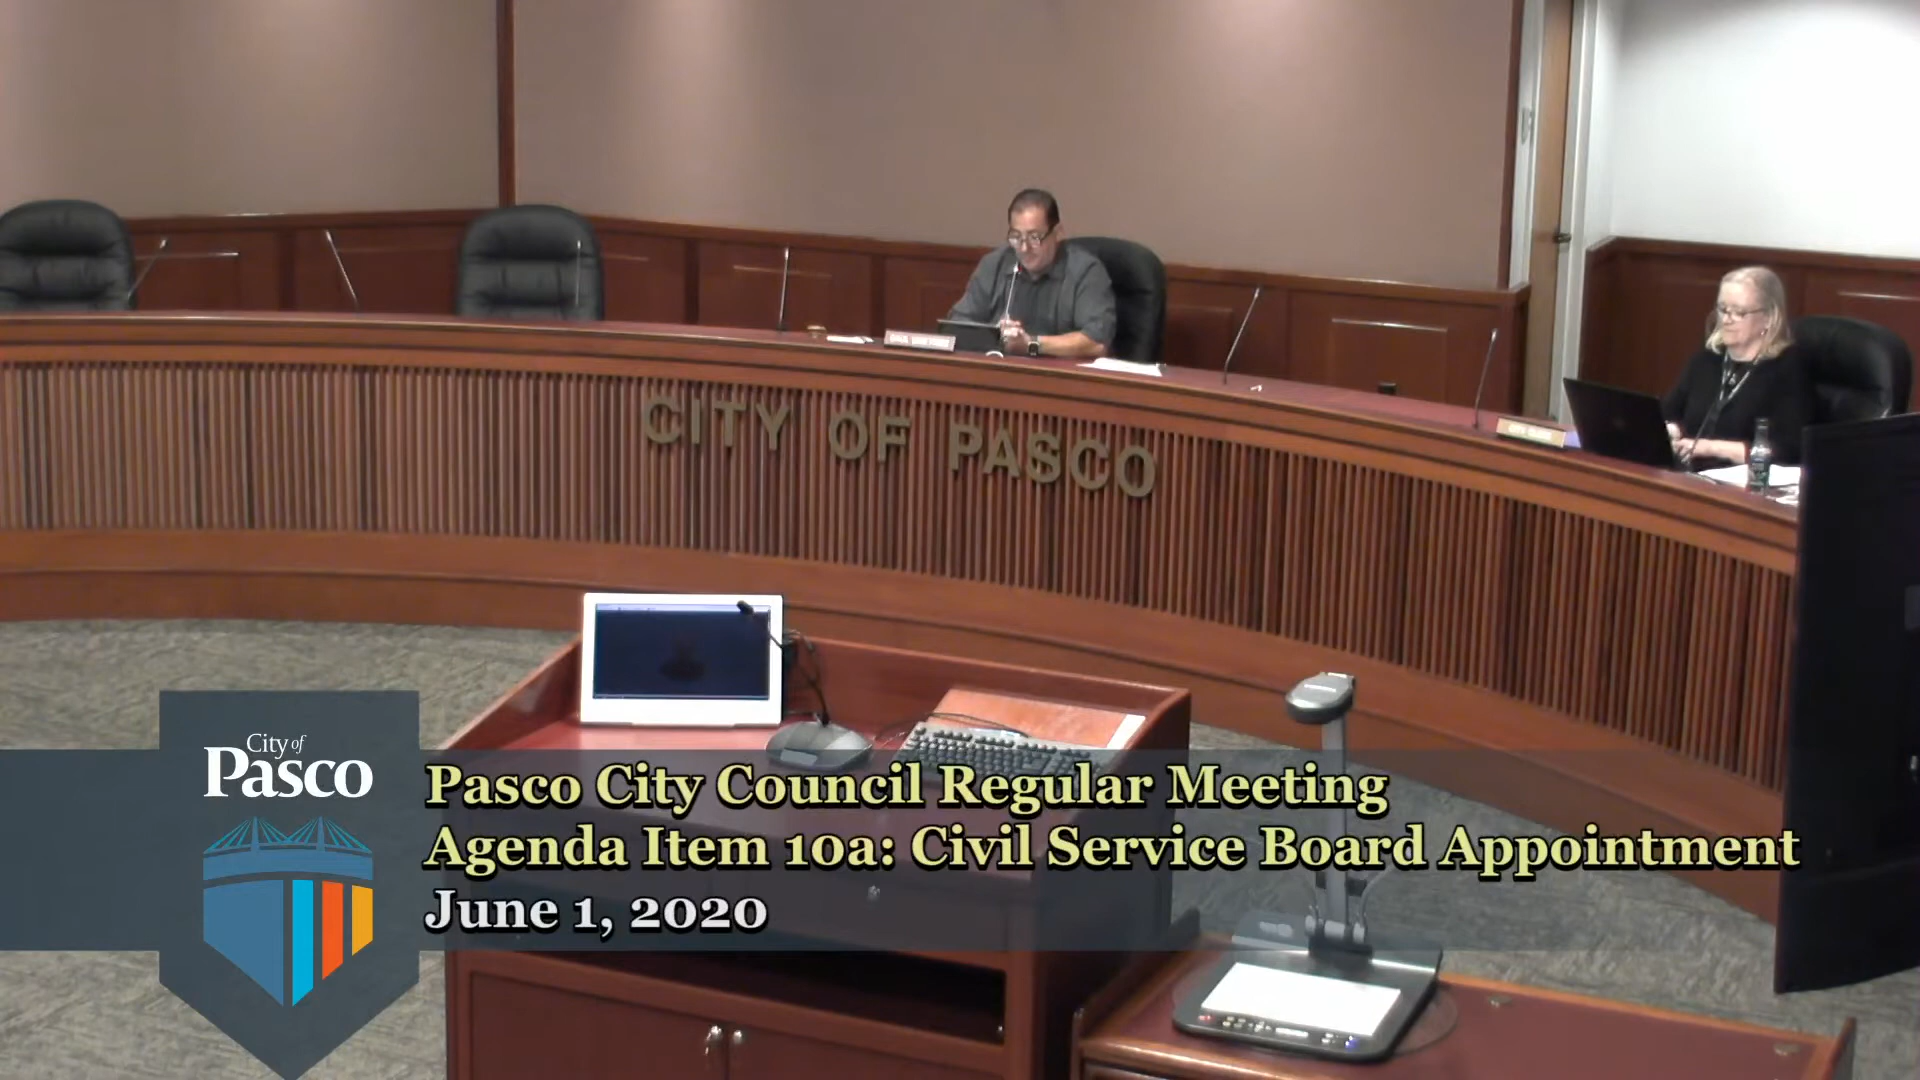 CITY OF PASCO
City of
Pasco
Pasco City Council Regular Meeting
Agenda Item 10a: Civil Service Board Appointment
June 1, 2020